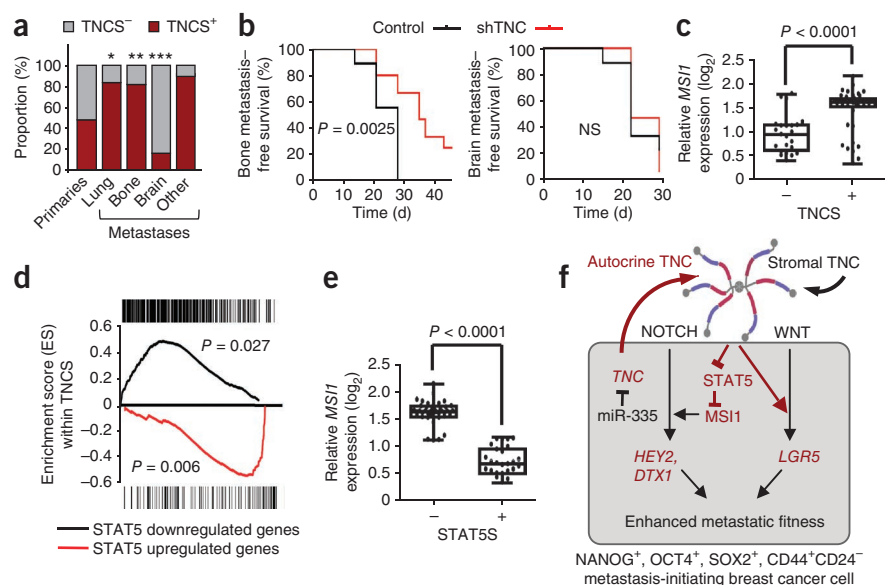 a
TNCS− TNCS+
* ** ***
Proportion (%)
100
80
60
40
20
0
Primaries
Lung
Bone
Brain
Other
Metastases
b
Control shTNC
Bone metastasis–
free survival (%)
100
80
60
40
20
0
P = 0.0025
0 20 40
Time (d)
Brain metastasis–
free survival (%)
100
80
60
40
20
0
NS
0 10 20 30
Time (d)
c
P < 0.0001
Relative MSI1
expression (log2)
2.5
2.0
1.5
1.0
0.5
0
− +
TNCS
d
Enrichment score (ES)
within TNCS
0.6
0.4
0.2
0
−0.2
−0.4
−0.6
P = 0.027
P = 0.006
STAT5 downregulated genes
STAT5 upregulated genes
e
P < 0.0001
Relative MSI1
expression (log2)
2.5
2.0
1.5
1.0
0.5
0
− +
STAT5S
f
Autocrine TNC
Stromal TNC
NOTCH WNT
TNC
STAT5
miR-335
MSI1
HEY2,
DTX1
LGR5
Enhanced metastatic fitness
NANOG+, OCT4+, SOX2+, CD44+CD24−
metastasis-initiating breast cancer cell